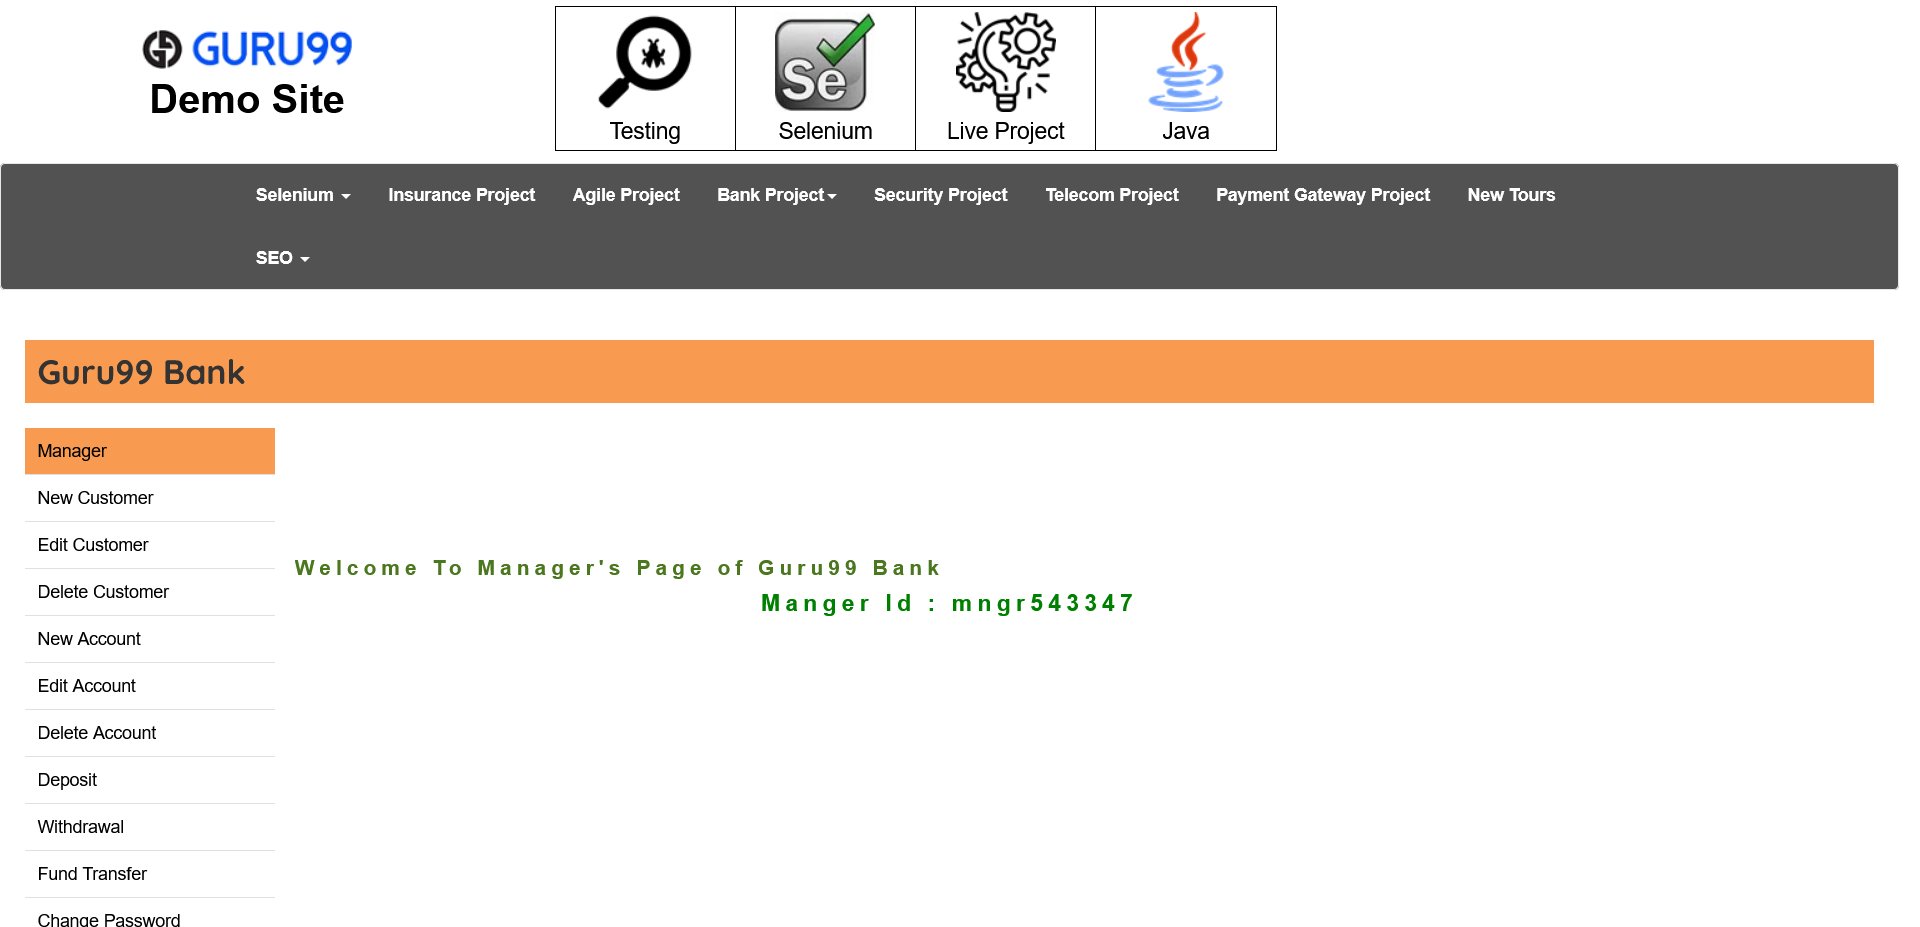 GURU99
Demo Site
Se
Testing
Selenium
Live Project
Java
Selenium
Insurance Project
Agile Project
Bank Project
Security Project
Telecom Project
Payment Gateway Project
New Tours
SEO
Guru99 Bank
Manager
New Customer
Edit Customer
Delete Customer
New Account
Edit Account
Delete Account
Deposit
Withdrawal
Fund Transfer
Change Password
Welcome To Manager's Page of Guru99 Bank
Manger Id : mngr543347